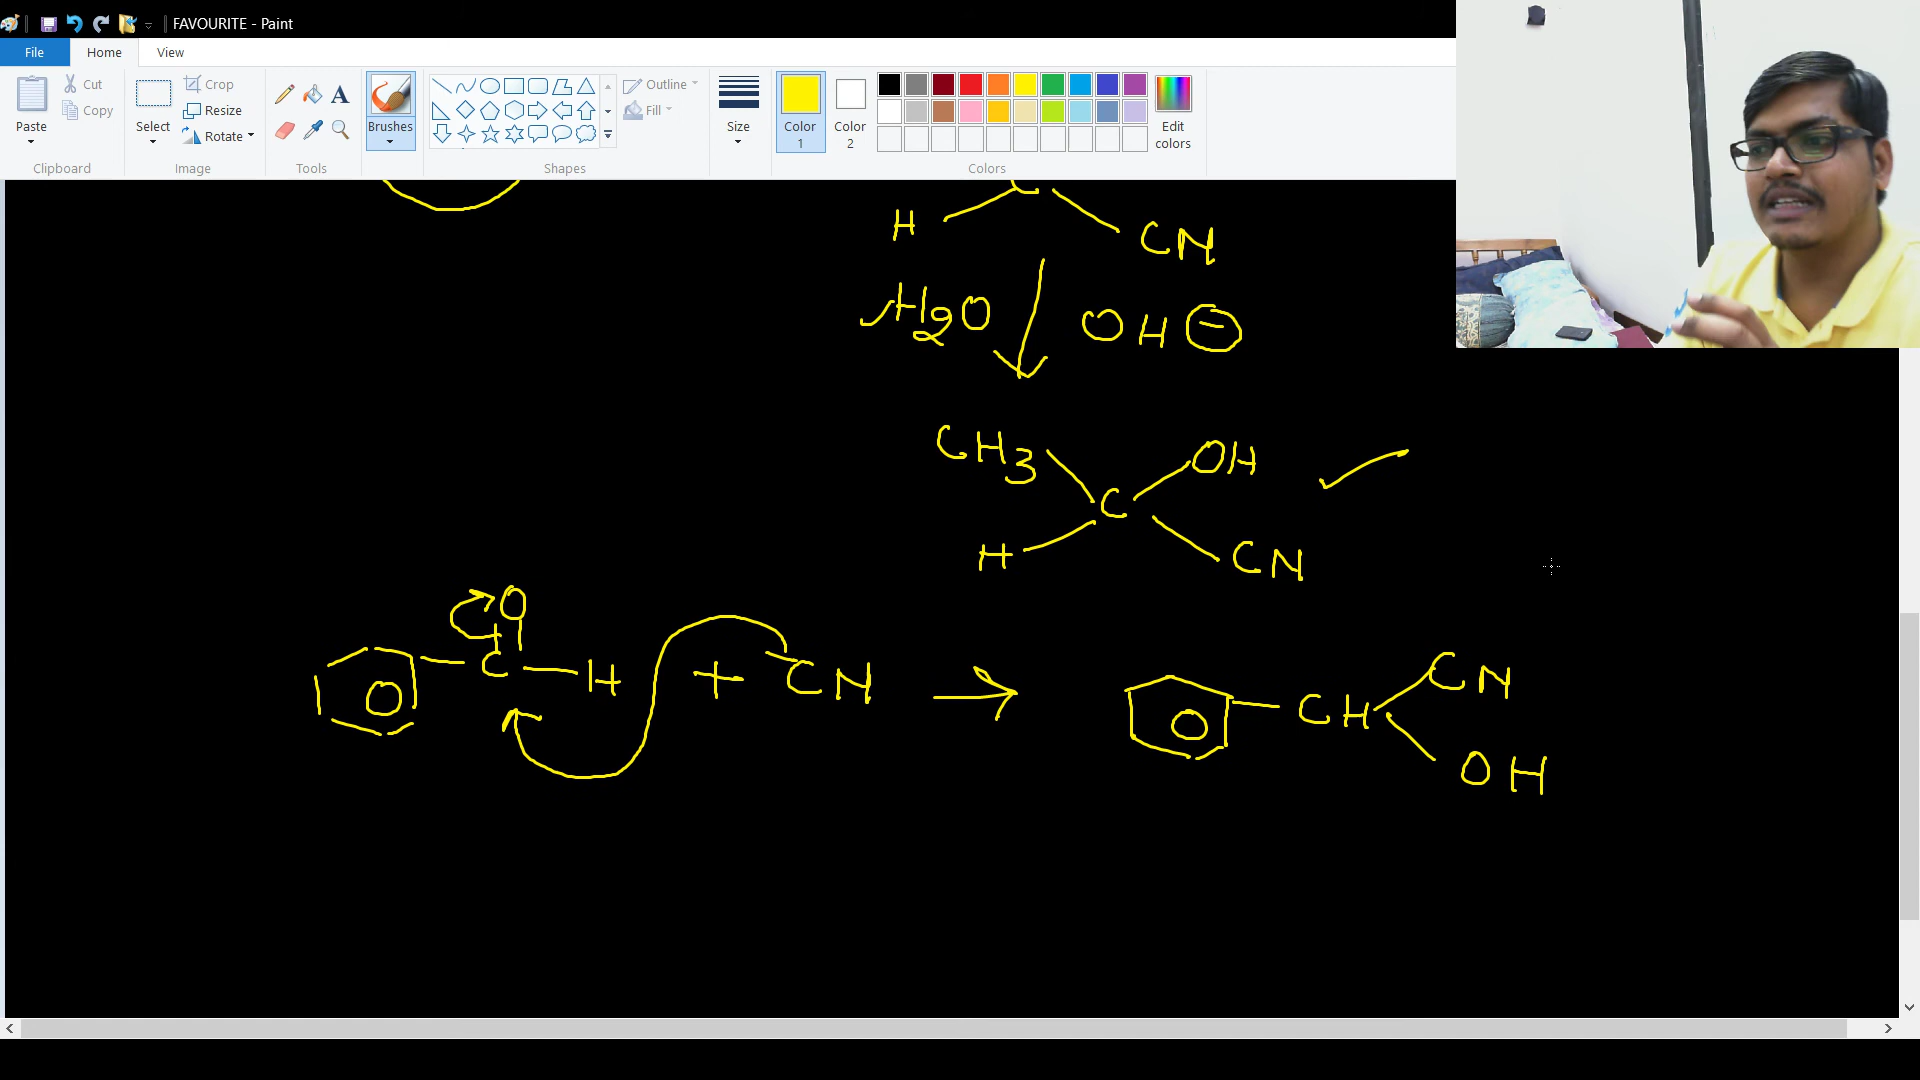 FAVOURITE - Paint
File Home View
Paste Cut Copy Clipboard
Select Crop Resize Rotate Image
Tools
Brushes
Shapes Outline Fill
Size
Color 1 Color 2 Edit colors Colors
C
H CN
H2O OH⊖
CH3 OH
C
H CN
O
C—H + CN → CH CN
O O OH